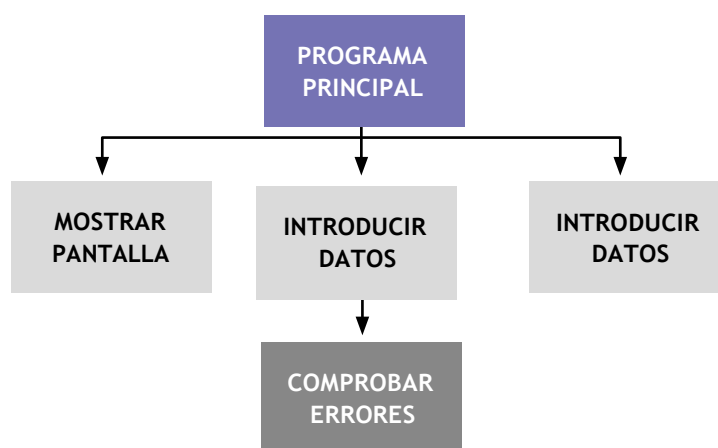 PROGRAMA
PRINCIPAL
MOSTRAR
PANTALLA
INTRODUCIR
DATOS
INTRODUCIR
DATOS
COMPROBAR
ERRORES